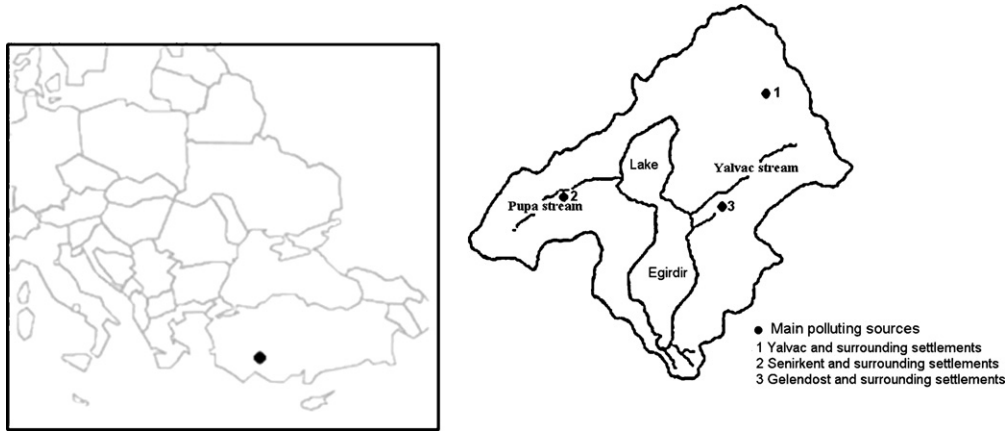 1
Lake
Yalvac stream
2
Pupa stream
3
Egirdir
Main polluting sources
1 Yalvac and surrounding settlements
2 Senirkent and surrounding settlements
3 Gelendost and surrounding settlements